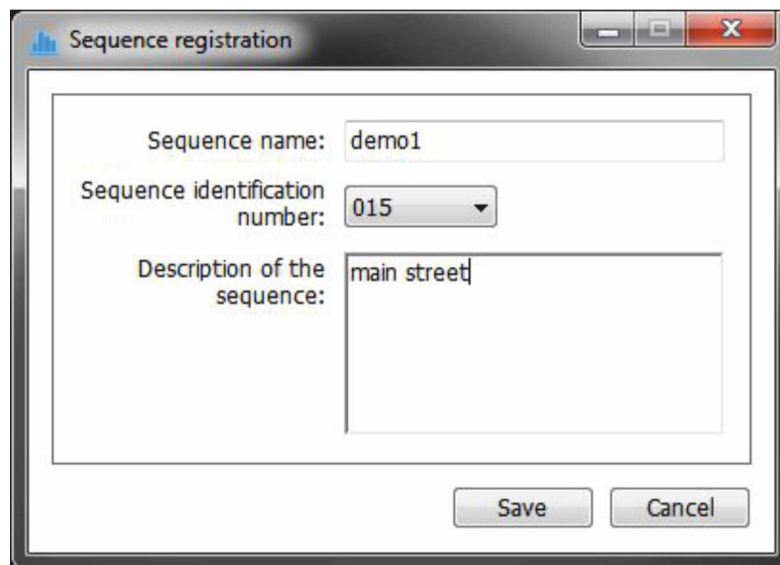 Sequence registration
Sequence name: demo1
Sequence identification
number: 015
Description of the
sequence:
main street
Save Cancel